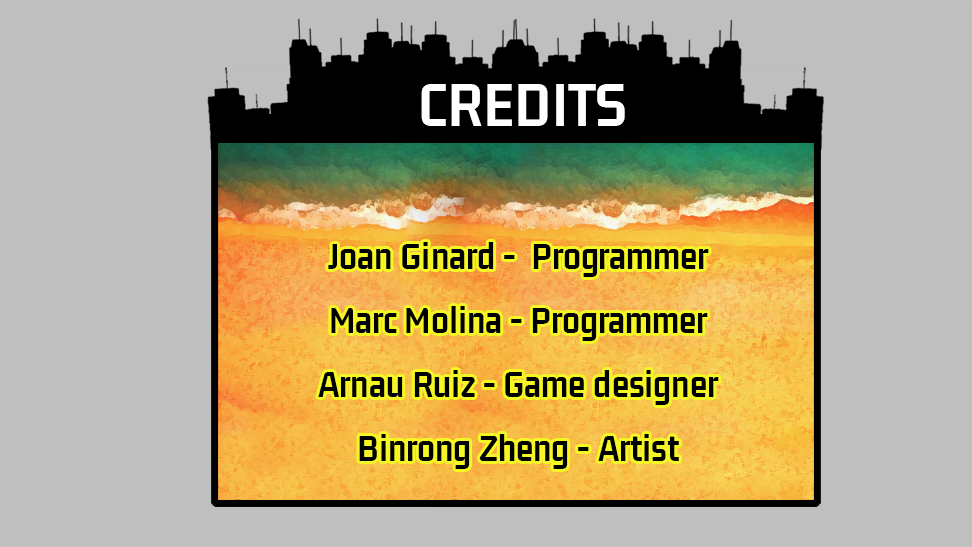 CREDITS
Joan Ginard - Programmer
Marc Molina - Programmer
Arnau Ruiz - Game designer
Binrong Zheng - Artist